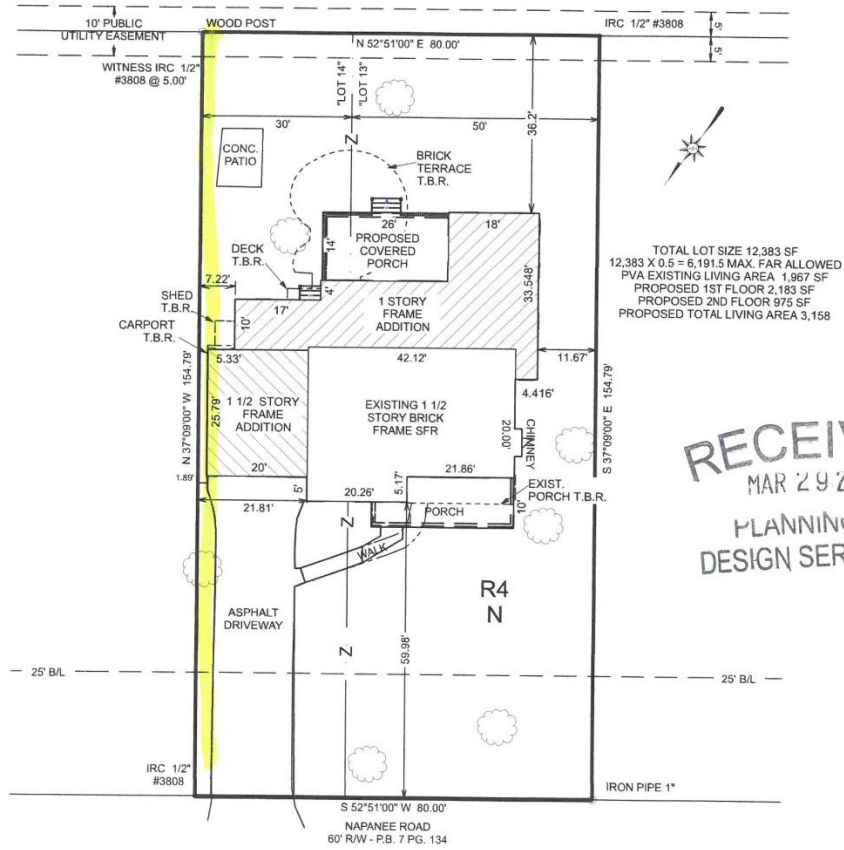 10' PUBLIC
UTILITY EASEMENT
WOOD POST
IRC 1/2" #3808
5'
5'
N 52°51'00" E 80.00'
WITNESS IRC 1/2"
#3808 @ 5.00'
"LOT 14"
"LOT 13"
30'
50'
36.2'
Z
CONC.
PATIO
BRICK
TERRACE
T.B.R.
26'
18'
14'
PROPOSED
COVERED
PORCH
DECK
T.B.R.
7.22'
4'
17'
33.548'
SHED
T.B.R.
10'
1 STORY
FRAME
ADDITION
CARPORT
T.B.R.
5.33'
42.12'
11.67'
4.416'
TOTAL LOT SIZE 12,383 SF
12,383 X 0.5 = 6,191.5 MAX. FAR ALLOWED
PVA EXISTING LIVING AREA 1,967 SF
PROPOSED 1ST FLOOR 2,183 SF
PROPOSED 2ND FLOOR 975 SF
PROPOSED TOTAL LIVING AREA 3,158
N 37°09'00" W 154.79'
25.79'
1 1/2 STORY
FRAME
ADDITION
EXISTING 1 1/2
STORY BRICK
FRAME SFR
20.00'
CHIMNEY
S 37°09'00" E 154.79'
1.89'
20'
5'
21.86'
5.17'
EXIST.
PORCH T.B.R.
21.81'
20.26'
PORCH
10'
Z
WALK
RECEIV
MAR 29 2
PLANNING
DESIGN SER
R4
N
ASPHALT
DRIVEWAY
59.98'
Z
25' B/L
25' B/L
IRC 1/2"
#3808
IRON PIPE 1"
S 52°51'00" W 80.00'
NAPANEE ROAD
60' R/W - P.B. 7 PG. 134